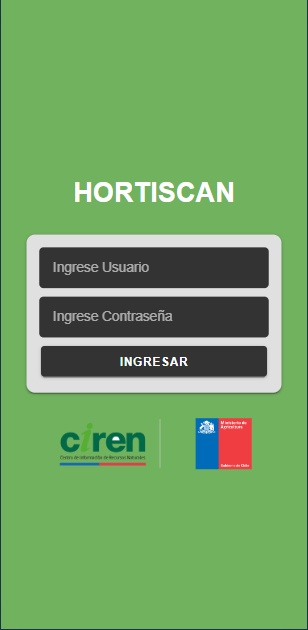 HORTISCAN
Ingrese Usuario
Ingrese Contraseña
INGRESAR
ciren
Centro de Información de Recursos Naturales
Ministerio de
Agricultura
Gobierno de Chile